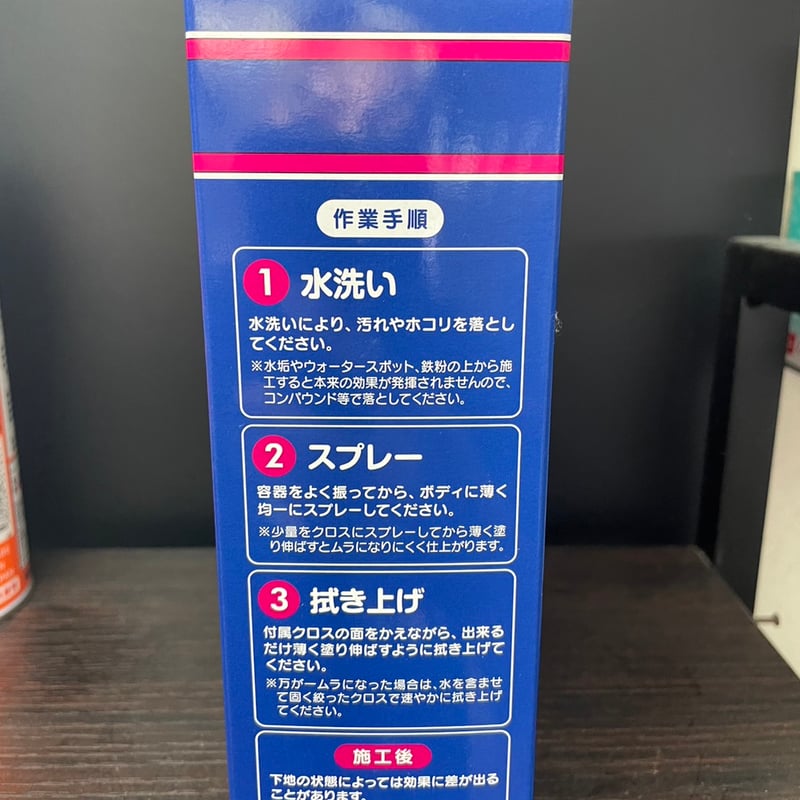 作業手順
1 水洗い
水洗いにより、汚れやホコリを落とし
てください。
※水垢やウォータースポット、鉄粉の上から施
工すると本来の効果が発揮されませんので、
コンパウンド等で落としてください。
2 スプレー
容器をよく振ってから、ボディに薄く
均一にスプレーしてください。
※少量をクロスにスプレーしてから薄く塗
り伸ばすとムラになりにくく仕上がります。
3 拭き上げ
付属クロスの面をかえながら、出来る
だけ薄く塗り伸ばすように拭き上げて
ください。
※万が一ムラになった場合は、水を含ませ
て固く絞ったクロスで速やかに拭き上げ
てください。
施工後
下地の状態によっては効果に差が出る
ことがあります。